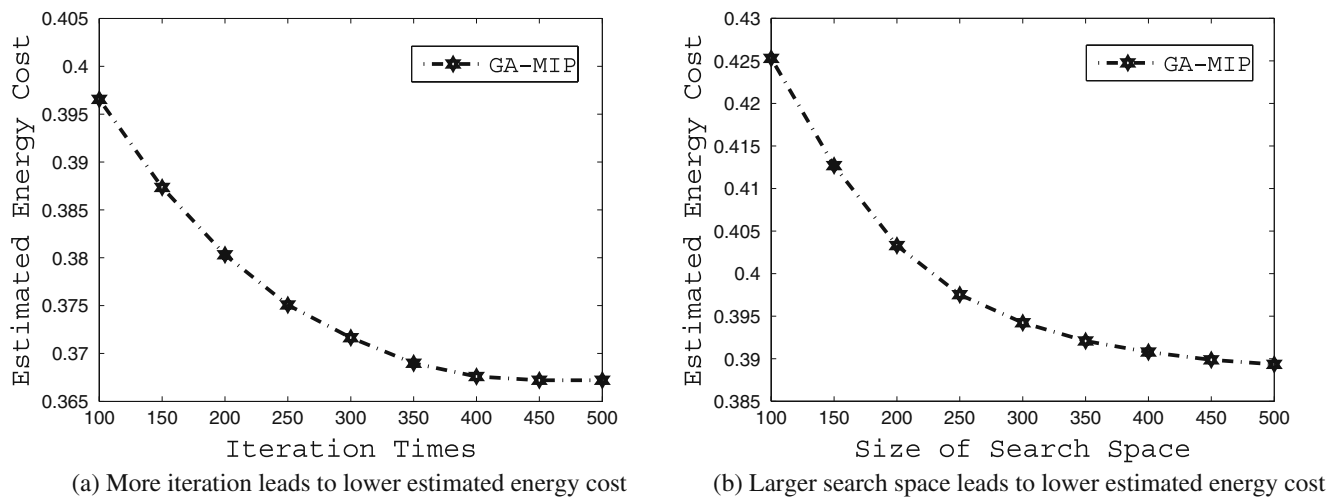 0.405
0.4
0.395
0.39
0.385
0.38
0.375
0.37
0.365
Estimated Energy Cost
GA-MIP
100 150 200 250 300 350 400 450 500
Iteration Times
(a) More iteration leads to lower estimated energy cost
0.43
0.425
0.42
0.415
0.41
0.405
0.4
0.395
0.39
0.385
Estimated Energy Cost
GA-MIP
100 150 200 250 300 350 400 450 500
Size of Search Space
(b) Larger search space leads to lower estimated energy cost